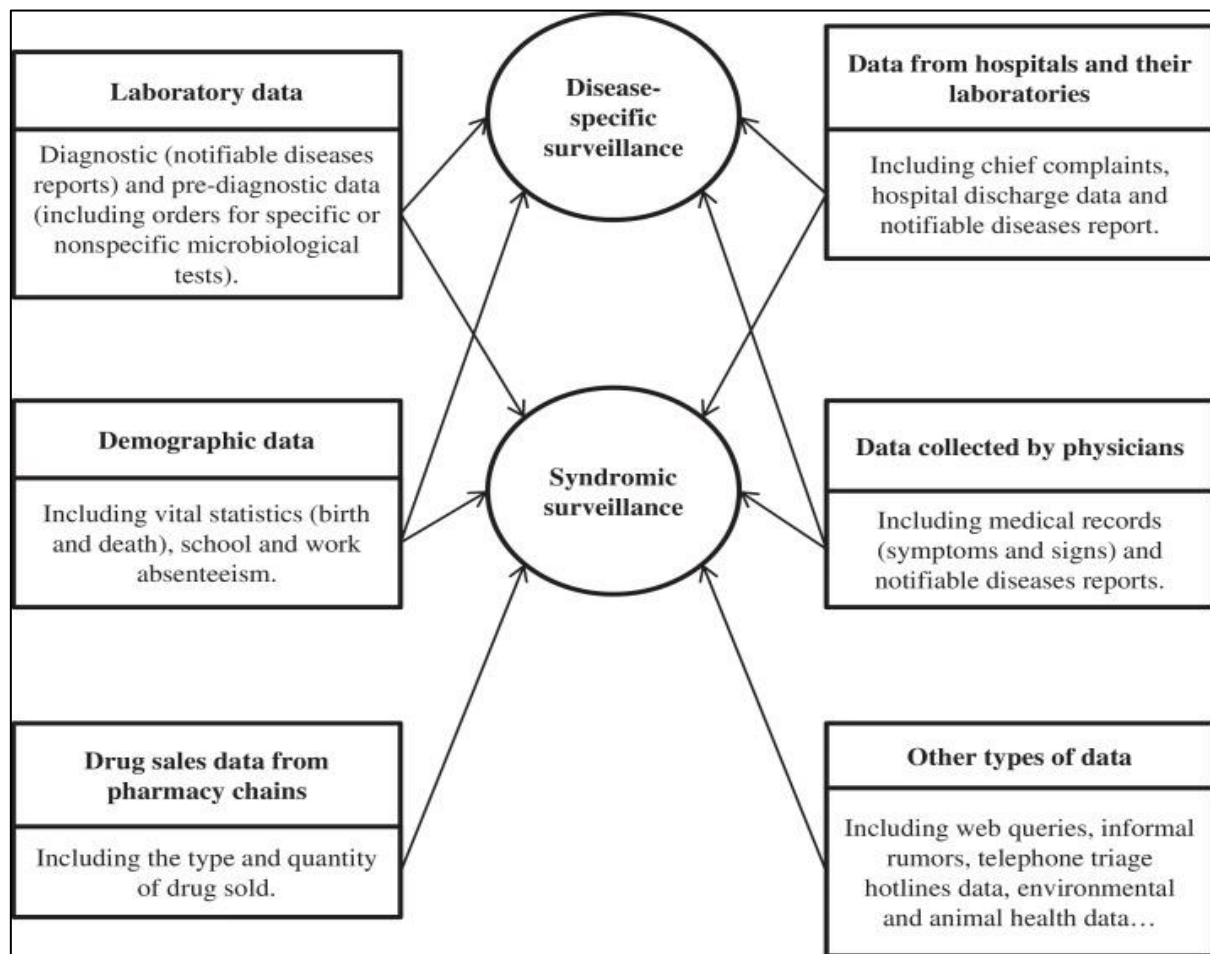 Laboratory data
Diagnostic (notifiable diseases
reports) and pre-diagnostic data
(including orders for specific or
nonspecific microbiological
tests).
Disease-
specific
surveillance
Data from hospitals and their
laboratories
Including chief complaints,
hospital discharge data and
notifiable diseases report.
Demographic data
Including vital statistics (birth
and death), school and work
absenteeism.
Syndromic
surveillance
Data collected by physicians
Including medical records
(symptoms and signs) and
notifiable diseases reports.
Drug sales data from
pharmacy chains
Including the type and quantity
of drug sold.
Other types of data
Including web queries, informal
rumors, telephone triage
hotlines data, environmental
and animal health data…